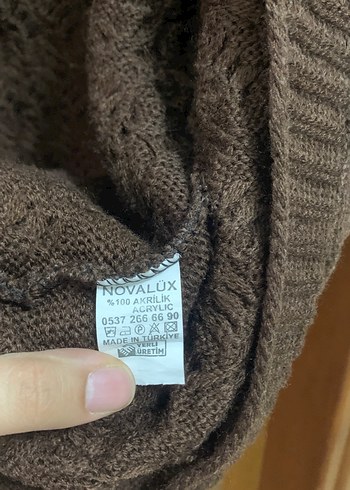 NOVALÜX
%100 AKRİLİK
ACRYLIC
0537 266 66 90
MADE IN TÜRKİYE
YERLİ
ÜRETİM